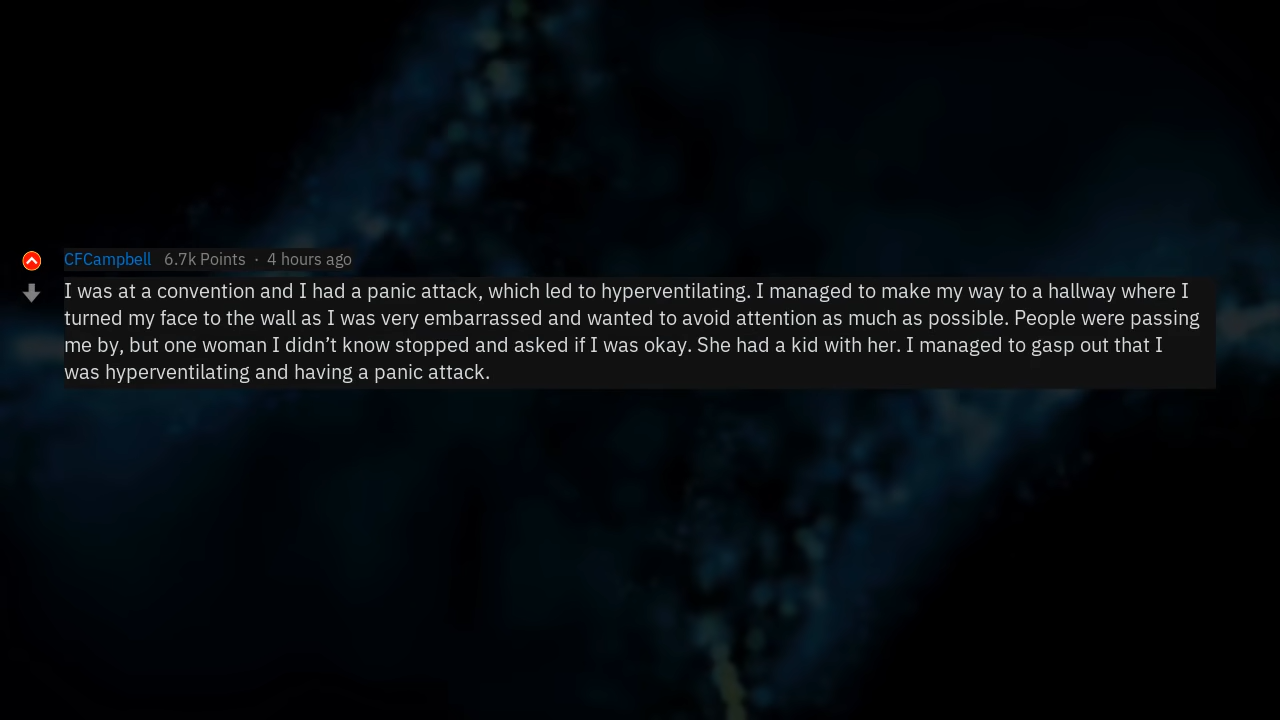 CFCampbell 6.7k Points · 4 hours ago
I was at a convention and I had a panic attack, which led to hyperventilating. I managed to make my way to a hallway where I
turned my face to the wall as I was very embarrassed and wanted to avoid attention as much as possible. People were passing
me by, but one woman I didn’t know stopped and asked if I was okay. She had a kid with her. I managed to gasp out that I
was hyperventilating and having a panic attack.